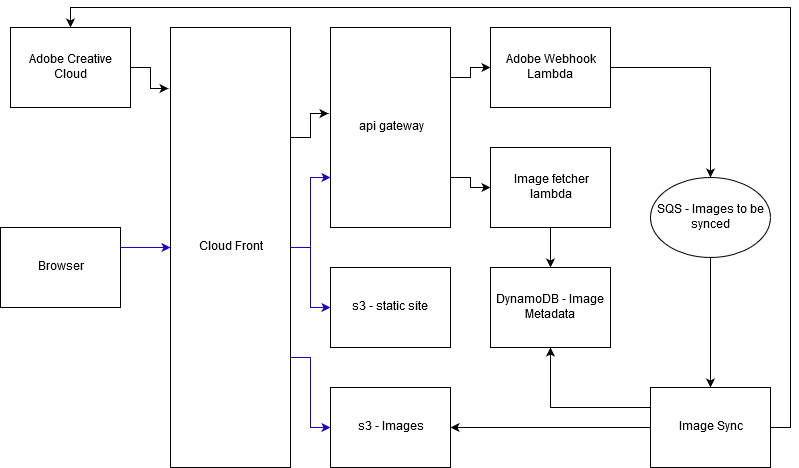 Adobe Creative
Cloud
Adobe Webhook
Lambda
api gateway
Image fetcher
lambda
SQS - Images to be
synced
Cloud Front
Browser
s3 - static site
DynamoDB - Image
Metadata
s3 - Images
Image Sync